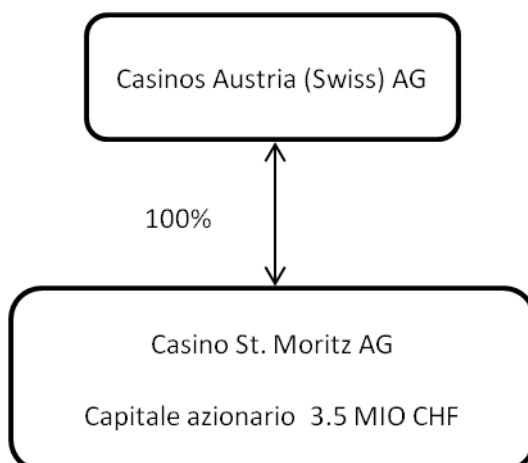 Casinos Austria (Swiss) AG
100%
Casino St. Moritz AG
Capitale azionario 3.5 MIO CHF